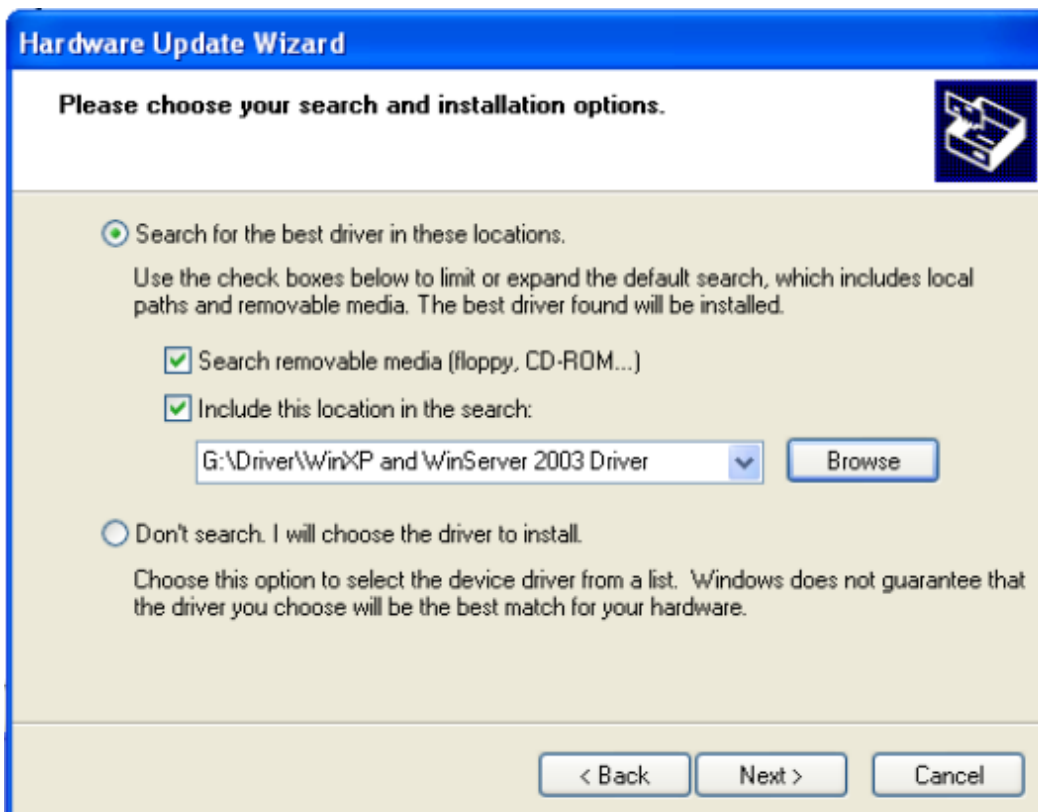 Hardware Update Wizard
Please choose your search and installation options.
Search for the best driver in these locations.
Use the check boxes below to limit or expand the default search, which includes local
paths and removable media. The best driver found will be installed.
Search removable media (floppy, CD-ROM...)
Include this location in the search:
G:\Driver\WinXP and WinServer 2003 Driver
Browse
Don't search. I will choose the driver to install.
Choose this option to select the device driver from a list. Windows does not guarantee that
the driver you choose will be the best match for your hardware.
< Back Next > Cancel